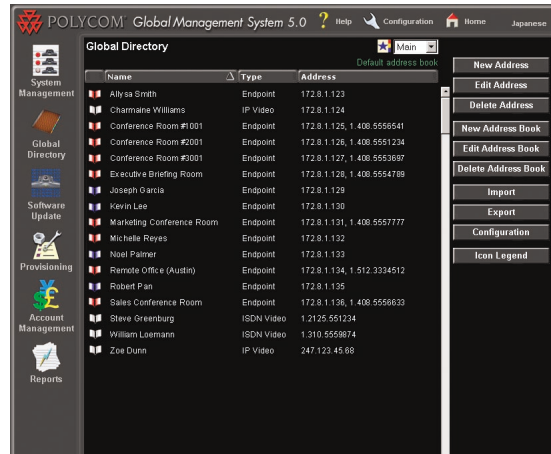 POLYCOM Global Management System 5.0 ? Help Configuration Home Japanese
Global Directory Main
Default address book
Name Type Address
Allysa Smith Endpoint 172.8.1.123
Charmaine Williams IP Video 172.8.1.124
Conference Room #1001 Endpoint 172.8.1.125, 1.408.5556541
Conference Room #2001 Endpoint 172.8.1.126, 1.408.5551234
Conference Room #3001 Endpoint 172.8.1.127, 1.408.5553697
Executive Briefing Room Endpoint 172.8.1.128, 1.408.5554789
Joseph Garcia Endpoint 172.8.1.129
Kevin Lee Endpoint 172.8.1.130
Marketing Conference Room Endpoint 172.8.1.131, 1.408.5557777
Michelle Reyes Endpoint 172.8.1.132
Noel Palmer Endpoint 172.8.1.133
Remote Office (Austin) Endpoint 172.8.1.134, 1.512.3334512
Robert Pan Endpoint 172.8.1.135
Sales Conference Room Endpoint 172.8.1.136, 1.408.5556633
Steve Greenburg ISDN Video 1.2125.551234
William Loemann ISDN Video 1.310.5559874
Zoe Dunn IP Video 247.123.45.68
System
Management
Global
Directory
Software
Update
Provisioning
Account
Management
Reports
New Address
Edit Address
Delete Address
New Address Book
Edit Address Book
Delete Address Book
Import
Export
Configuration
Icon Legend